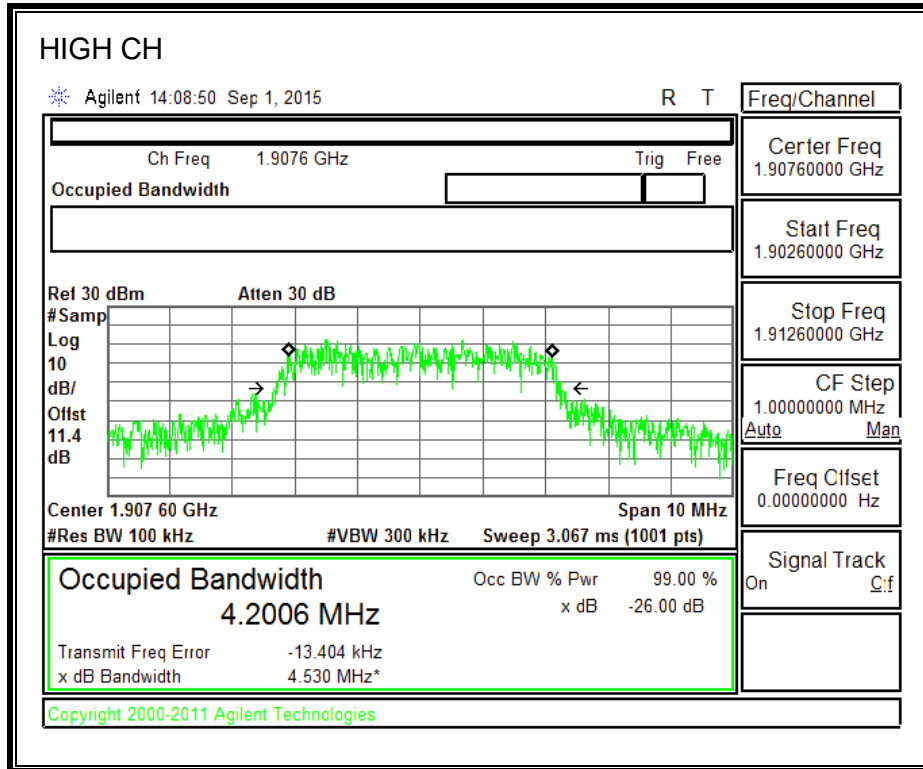 HIGH CH
Agilent 14:08:50 Sep 1, 2015 R T
Freq/Channel
Ch Freq 1.9076 GHz Trig Free
Occupied Bandwidth
Center Freq
1.90760000 GHz
Start Freq
1.90260000 GHz
Stop Freq
1.91260000 GHz
CF Step
1.00000000 MHz
Auto Man
Freq Offset
0.00000000 Hz
Signal Track
On Off
Ref 30 dBm Atten 30 dB
#Samp
Log
10
dB/
Offst
11.4
dB
Center 1.907 60 GHz Span 10 MHz
#Res BW 100 kHz #VBW 300 kHz Sweep 3.067 ms (1001 pts)
Occupied Bandwidth Occ BW % Pwr 99.00 %
4.2006 MHz x dB -26.00 dB
Transmit Freq Error -13.404 kHz
x dB Bandwidth 4.530 MHz*
Copyright 2000-2011 Agilent Technologies